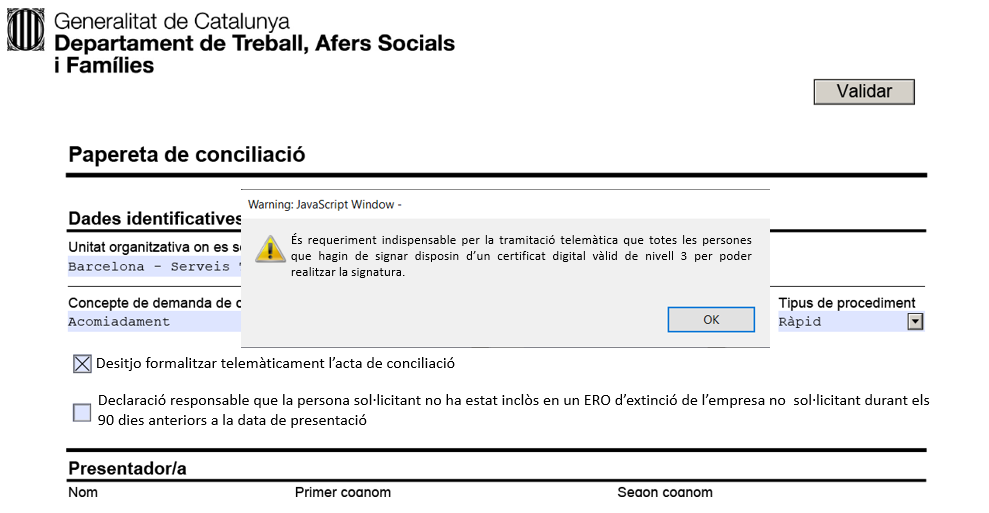 Generalitat de Catalunya
Departament de Treball, Afers Socials
i Famílies
Validar
Papereta de conciliació
Warning: JavaScript Window -
És requeriment indispensable per la tramitació telemàtica que totes les persones
que hagin de signar disposin d'un certificat digital vàlid de nivell 3 per poder
realitzar la signatura.
OK
Dades identificatives
Unitat organitzativa on es
Barcelona - Serveis
Concepte de demanda de
Tipus de procediment
Acomiadament
Ràpid
Desitjo formalitzar telemàticament l'acta de conciliació
Declaració responsable que la persona sol·licitant no ha estat inclòs en un ERO d'extinció de l'empresa no sol·licitant durant els
90 dies anteriors a la data de presentació
Presentador/a
Nom Primer cognom Segon cognom